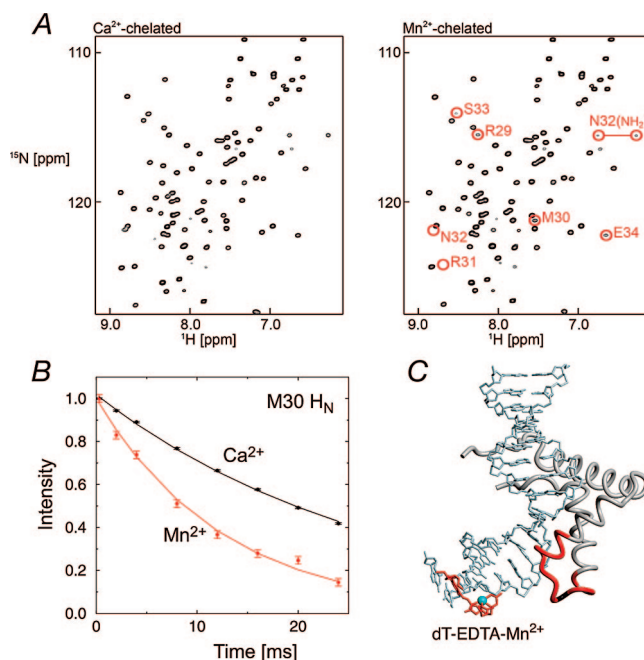 A
Ca²⁺-chelated
Mn²⁺-chelated
110
120
¹⁵N [ppm]
9.0 8.0 7.0
¹H [ppm]
110
120
S33
R29
N32(NH₂
M30
N32
E34
R31
9.0 8.0 7.0
¹H [ppm]
B
M30 H_N
1.0
0.8
0.6
0.4
0.2
0.0
Intensity
Ca²⁺
Mn²⁺
0 10 20
Time [ms]
C
dT-EDTA-Mn²⁺